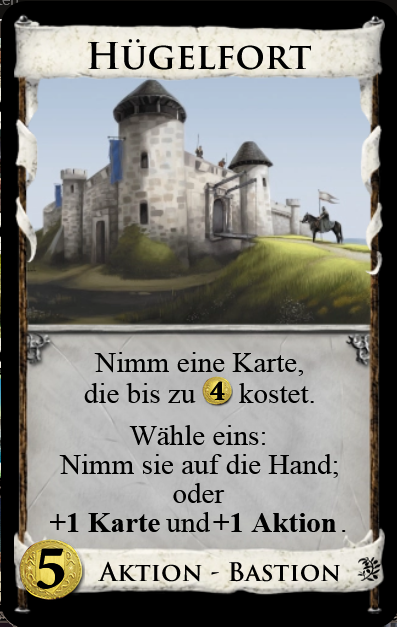 HÜGELFORT
Nimm eine Karte,
die bis zu 4 kostet.
Wähle eins:
Nimm sie auf die Hand;
oder
+1 Karte und +1 Aktion.
5 AKTION - BASTION